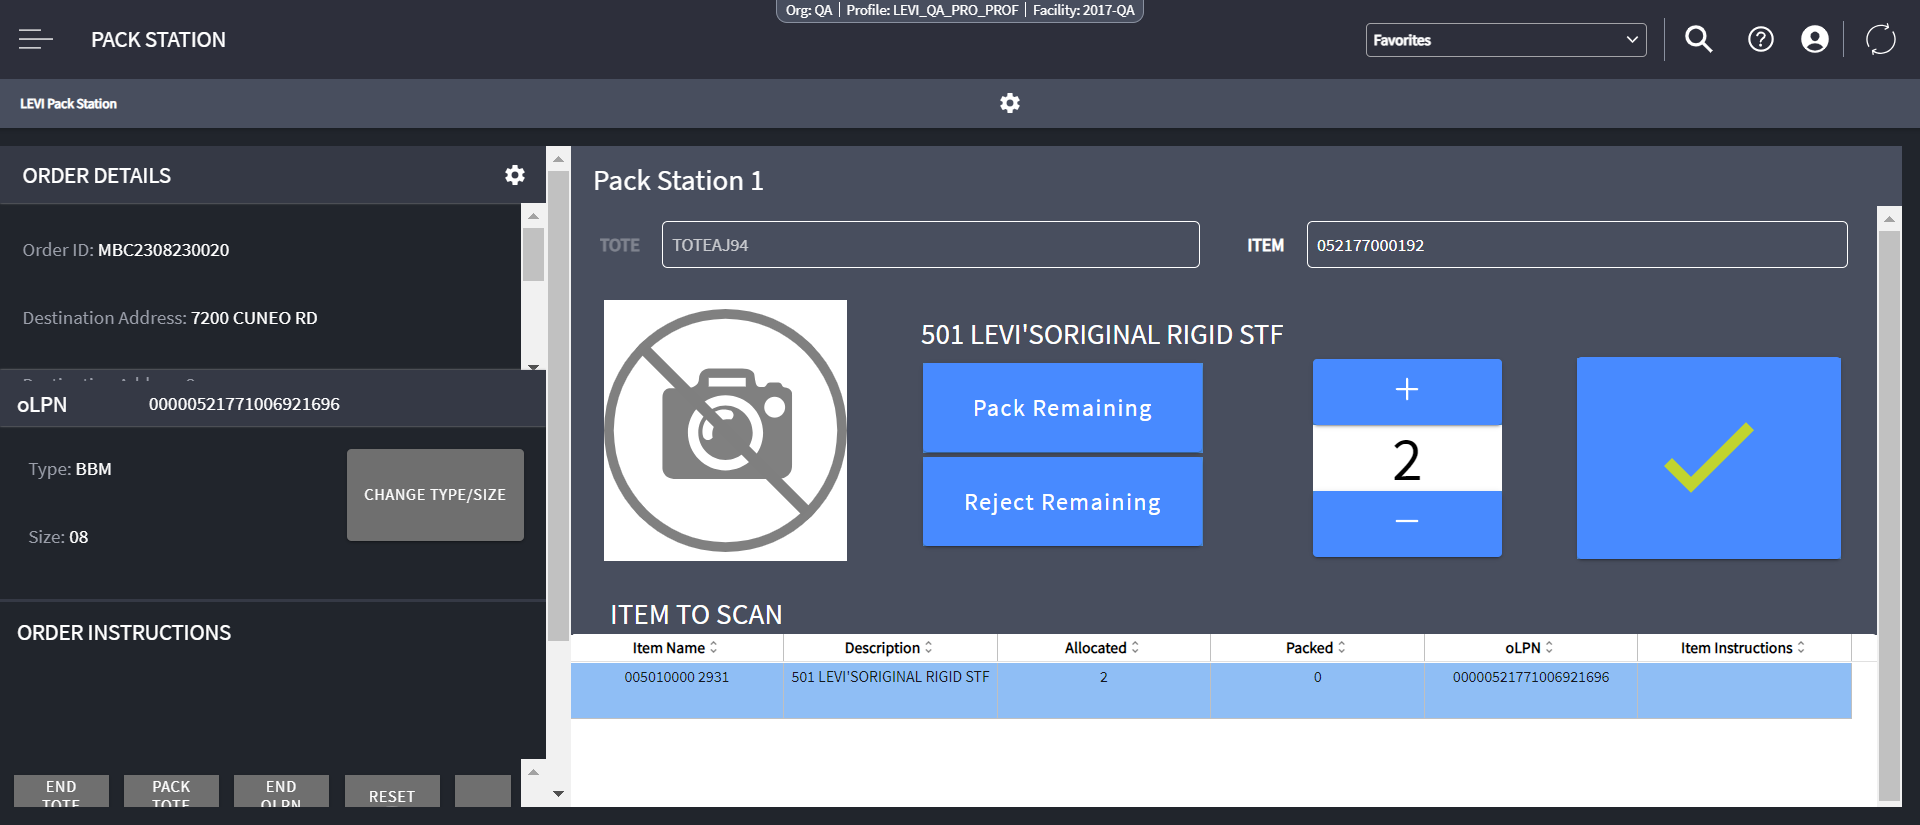 Org: QA | Profile: LEVI_QA_PRO_PROF | Facility: 2017-QA
PACK STATION
Favorites
LEVI Pack Station
ORDER DETAILS
Order ID: MBC2308230020
Destination Address: 7200 CUNEO RD
oLPN 00000521771006921696
Type: BBM
CHANGE TYPE/SIZE
Size: 08
ORDER INSTRUCTIONS
END TOTE
PACK TOTE
END OLPN
RESET
Pack Station 1
TOTE TOTEAJ94
ITEM 052177000192
501 LEVI'SORIGINAL RIGID STF
Pack Remaining
Reject Remaining
+
2
−
ITEM TO SCAN
Item Name Description Allocated Packed oLPN Item Instructions
005010000 2931 501 LEVI'SORIGINAL RIGID STF 2 0 00000521771006921696